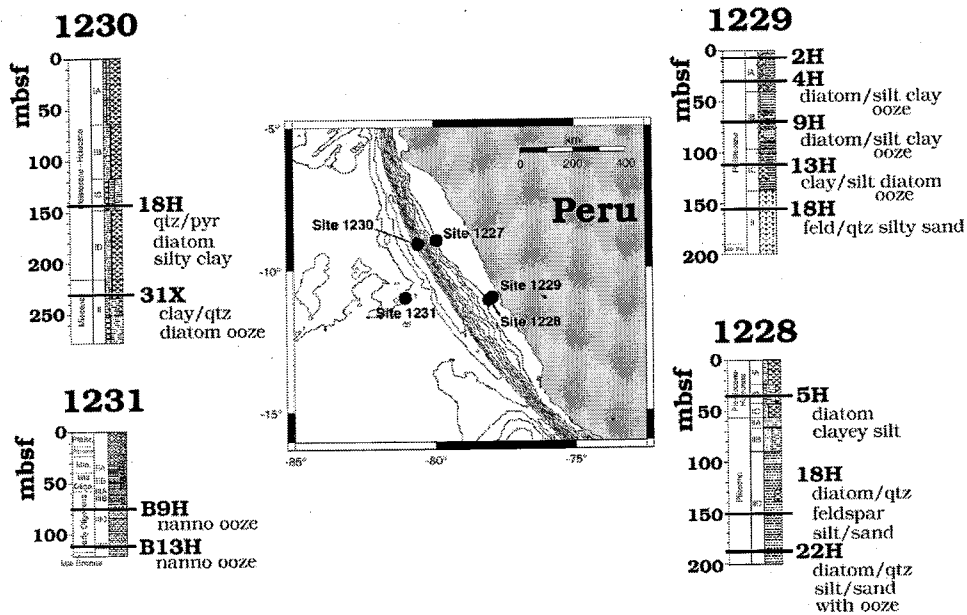 1230
mbsf
0
50
100
150
200
250
18H
qtz/pyr
diatom
silty clay
31X
clay/qtz
diatom ooze
1231
mbsf
0
50
100
B9H
nanno ooze
B13H
nanno ooze
-5°
-10°
-15°
-85°
-80°
-75°
km
0 200 400
Peru
Site 1230
Site 1227
Site 1229
Site 1228
Site 1231
1229
mbsf
0
50
100
150
200
2H
4H
diatom/silt clay
ooze
9H
diatom/silt clay
ooze
13H
clay/silt diatom
ooze
18H
feld/qtz silty sand
1228
mbsf
0
50
100
150
200
5H
diatom
clayey silt
18H
diatom/qtz
feldspar
silt/sand
22H
diatom/qtz
silt/sand
with ooze